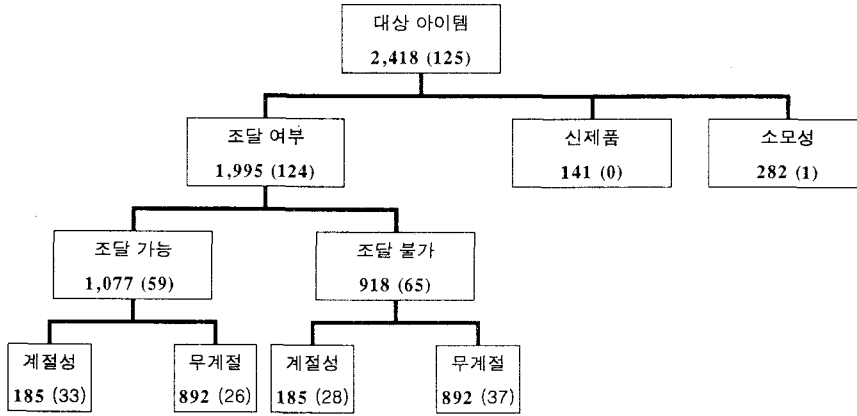 대상 아이템
2,418 (125)
조달 여부
1,995 (124)
신제품
141 (0)
소모성
282 (1)
조달 가능
1,077 (59)
조달 불가
918 (65)
계절성
185 (33)
무계절
892 (26)
계절성
185 (28)
무계절
892 (37)